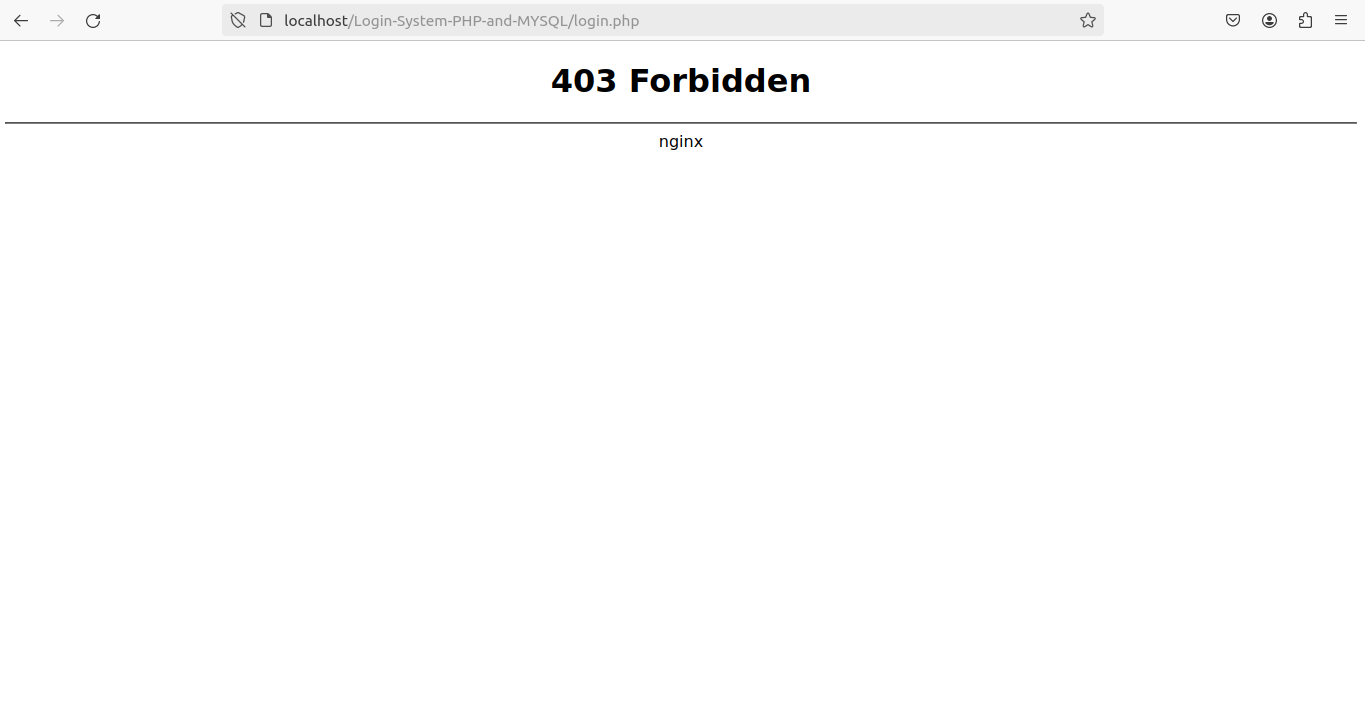 localhost/Login-System-PHP-and-MYSQL/login.php
403 Forbidden
nginx